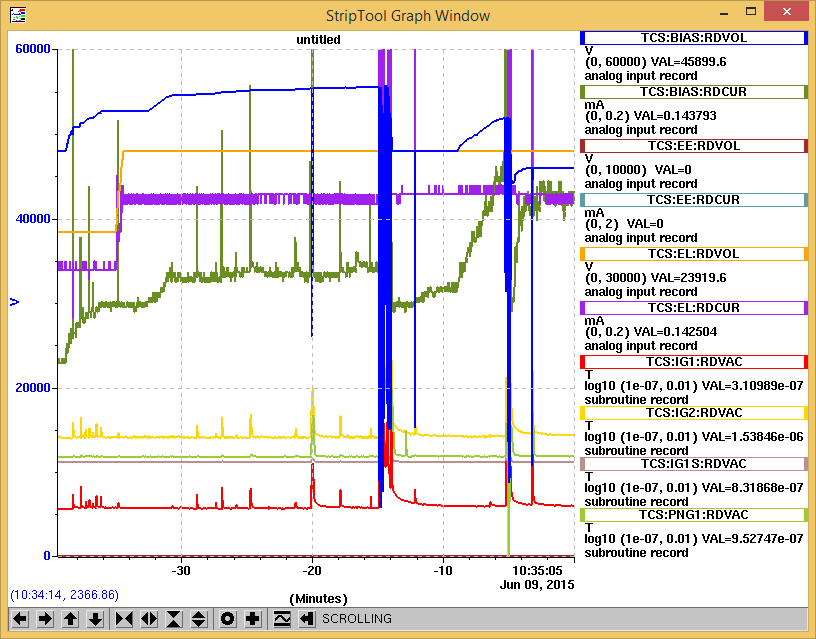 StripTool Graph Window
untitled
60000
40000
20000
0
V
-30
-20
-10
10:35:05
Jun 09, 2015
(Minutes)
(10:34:14, 2366.86)
SCROLLING
TCS:BIAS:RDVOL
V
(0, 60000) VAL=45899.6
analog input record
TCS:BIAS:RDCUR
mA
(0, 0.2) VAL=0.143793
analog input record
TCS:EE:RDVOL
V
(0, 10000) VAL=0
analog input record
TCS:EE:RDCUR
mA
(0, 2) VAL=0
analog input record
TCS:EL:RDVOL
V
(0, 30000) VAL=23919.6
analog input record
TCS:EL:RDCUR
mA
(0, 0.2) VAL=0.142504
analog input record
TCS:IG1:RDVAC
T
log10 (1e-07, 0.01) VAL=3.10989e-07
subroutine record
TCS:IG2:RDVAC
T
log10 (1e-07, 0.01) VAL=1.53846e-06
subroutine record
TCS:IG1S:RDVAC
T
log10 (1e-07, 0.01) VAL=8.31868e-07
subroutine record
TCS:PNG1:RDVAC
T
log10 (1e-07, 0.01) VAL=9.52747e-07
subroutine record